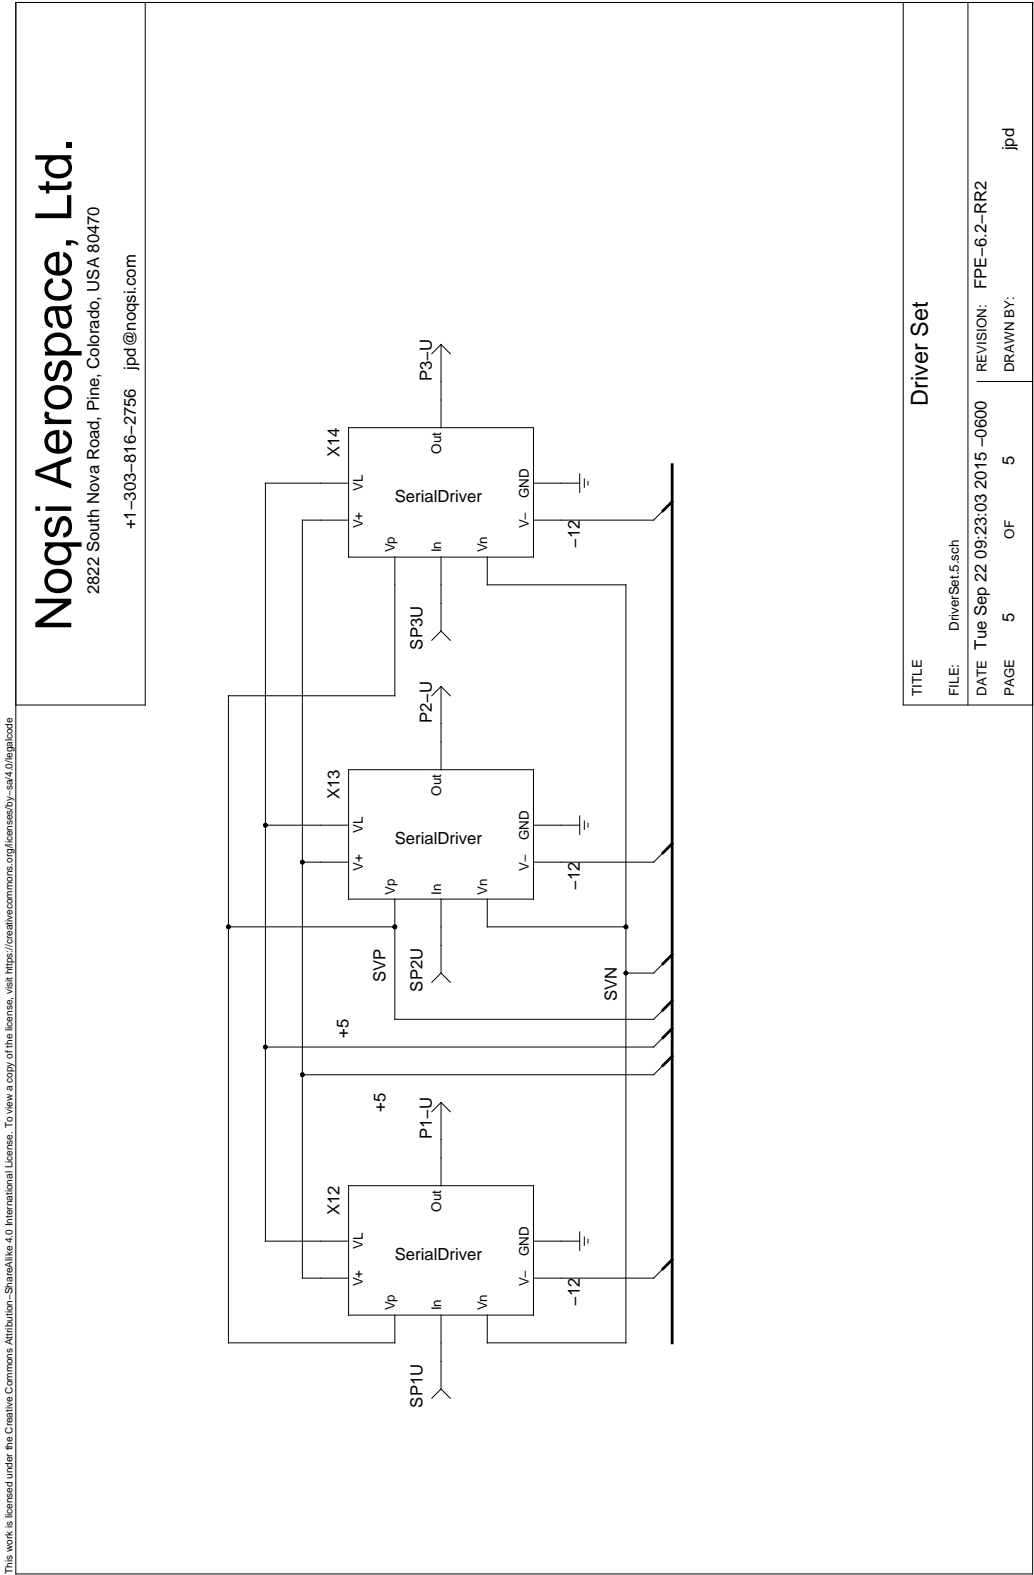 This work is licensed under the Creative Commons Attribution−ShareAlike 4.0 International License. To view a copy of the license, visit https://creativecommons.org/licenses/by−sa/4.0/legalcode
Noqsi Aerospace, Ltd.
2822 South Nova Road, Pine, Colorado, USA 80470
+1−303−816−2756 jpd@noqsi.com
X12
VL
V+
Vp
In
Vn
Out
SerialDriver
GND
V−
−12
SP1U
P1−U
+5
+5
SVP
SVN
X13
VL
V+
Vp
In
Vn
Out
SerialDriver
GND
V−
−12
SP2U
P2−U
X14
VL
V+
Vp
In
Vn
Out
SerialDriver
GND
V−
−12
SP3U
P3−U
TITLE
Driver Set
FILE: DriverSet.5.sch
DATE Tue Sep 22 09:23:03 2015 −0600 REVISION: FPE−6.2−RR2
PAGE 5 OF 5 DRAWN BY: jpd